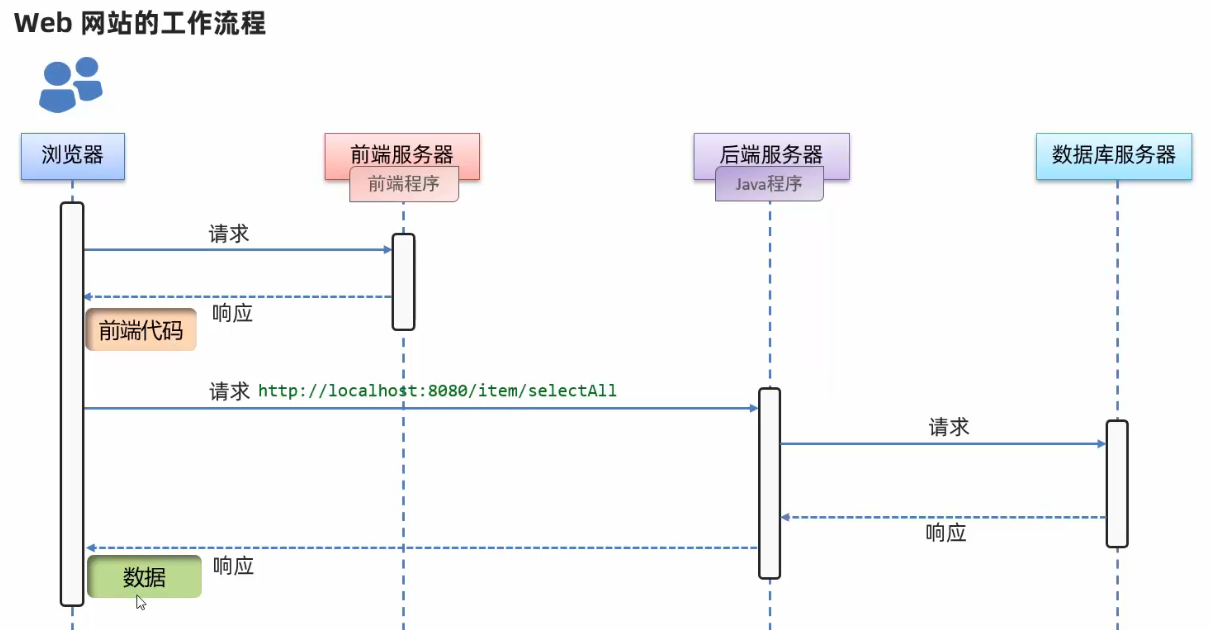 Web 网站的工作流程
浏览器
前端服务器
后端服务器
数据库服务器
前端程序
Java程序
请求
响应
前端代码
请求 http://localhost:8080/item/selectAll
请求
响应
响应
数据